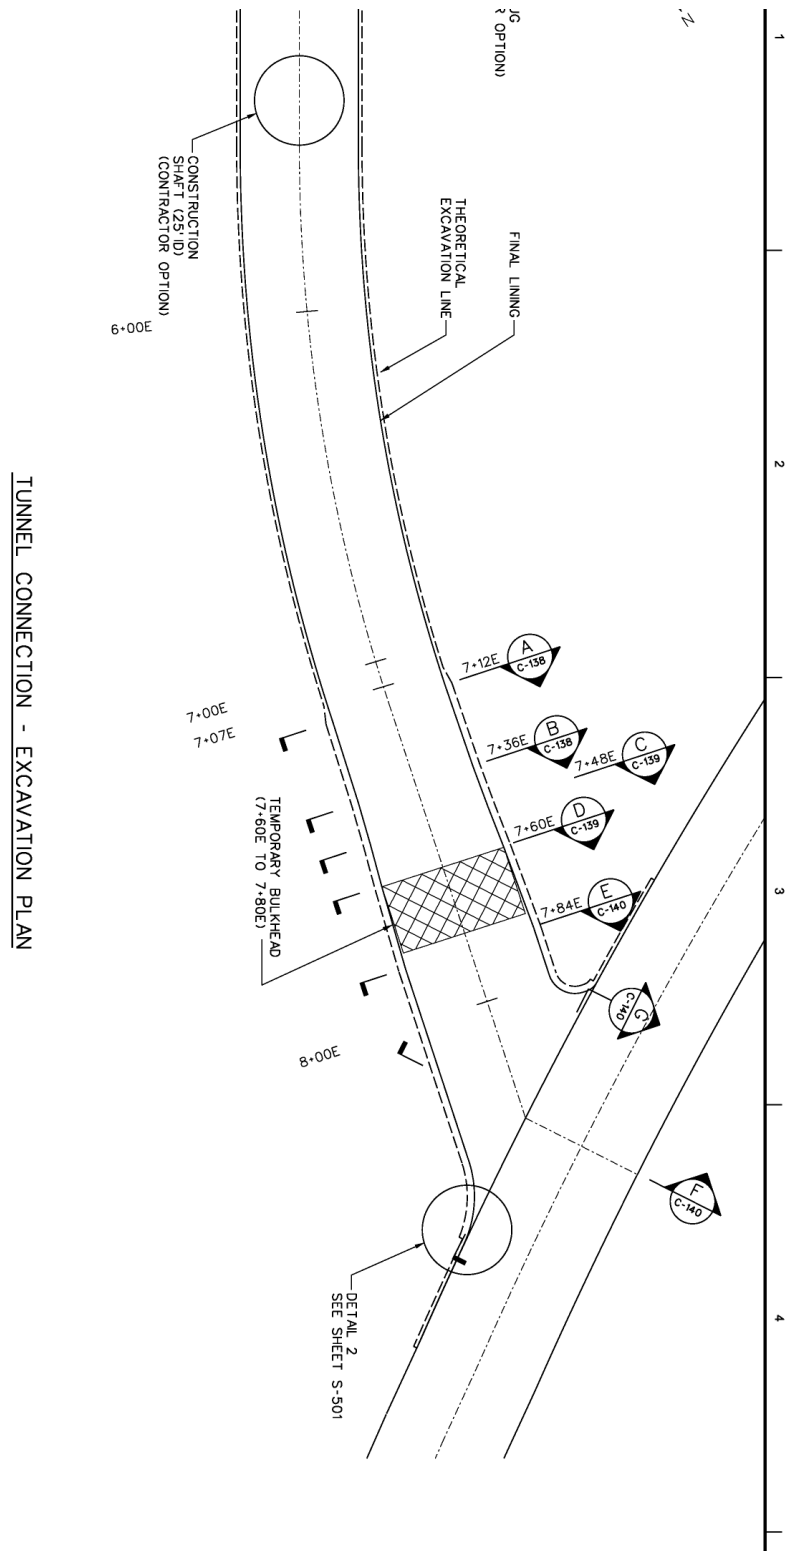 1
2
3
4
Z
UG
R OPTION)
CONSTRUCTION
SHAFT (25' ID)
(CONTRACTOR OPTION)
THEORETICAL
EXCAVATION LINE
FINAL LINING
6+00E
7+00E
7+07E
A
C-138
7+12E
B
C-138
7+36E
C
C-139
7+48E
D
C-139
7+60E
E
C-140
7+84E
G
C-140
F
C-140
TEMPORARY BULKHEAD
(7+60E TO 7+80E)
8+00E
DETAIL 2
SEE SHEET S-501
TUNNEL CONNECTION - EXCAVATION PLAN